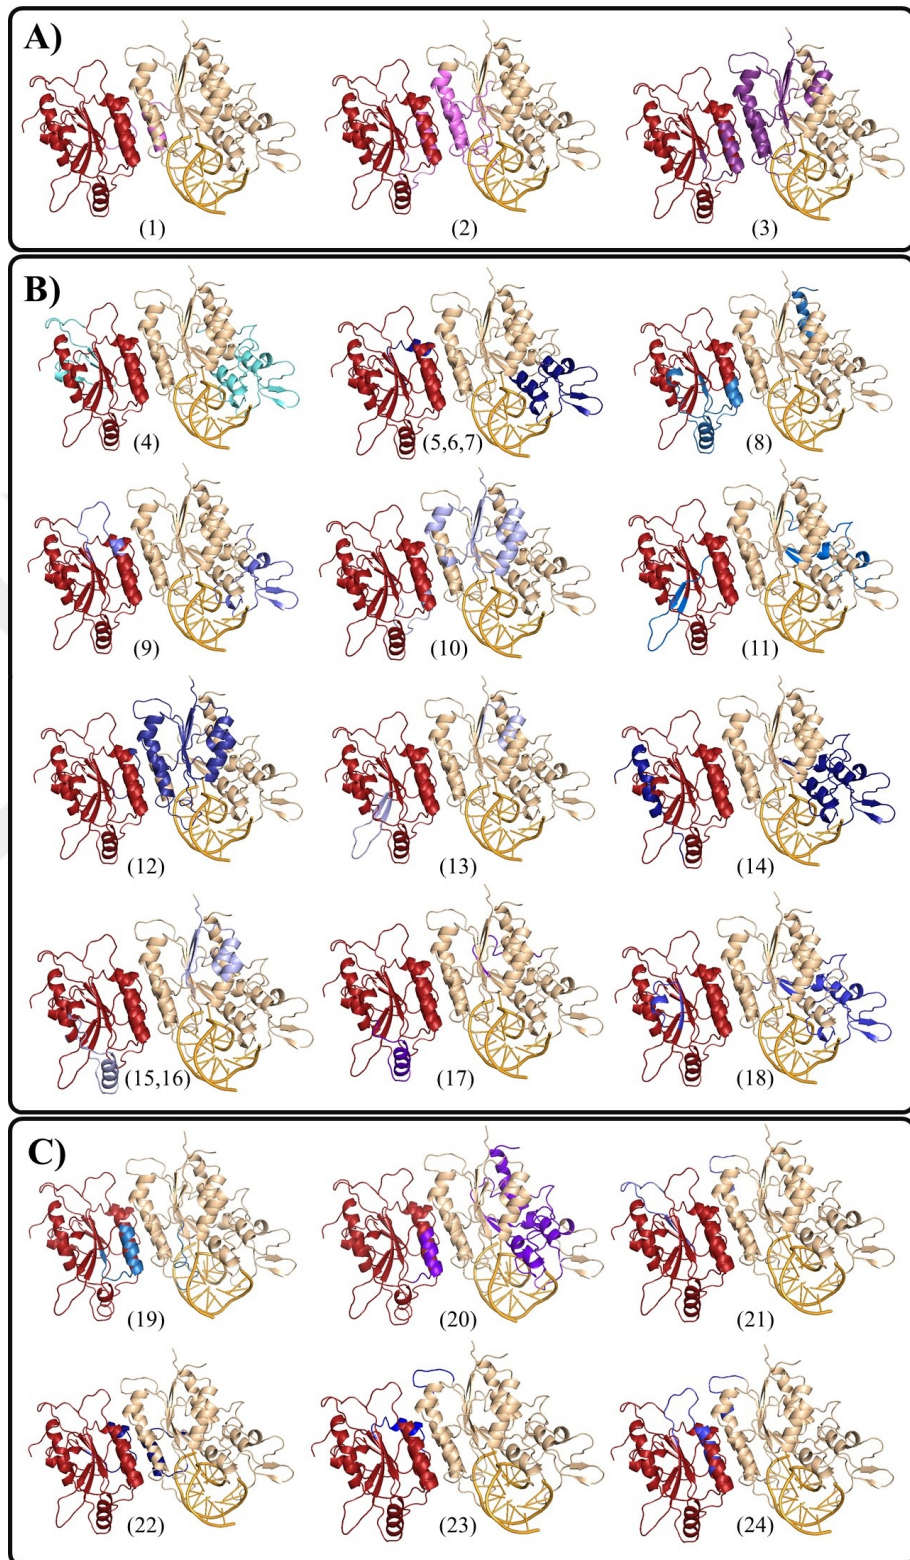 A)
(1) (2) (3)
B)
(4) (5,6,7) (8)
(9) (10) (11)
(12) (13) (14)
(15,16) (17) (18)
C)
(19) (20) (21)
(22) (23) (24)